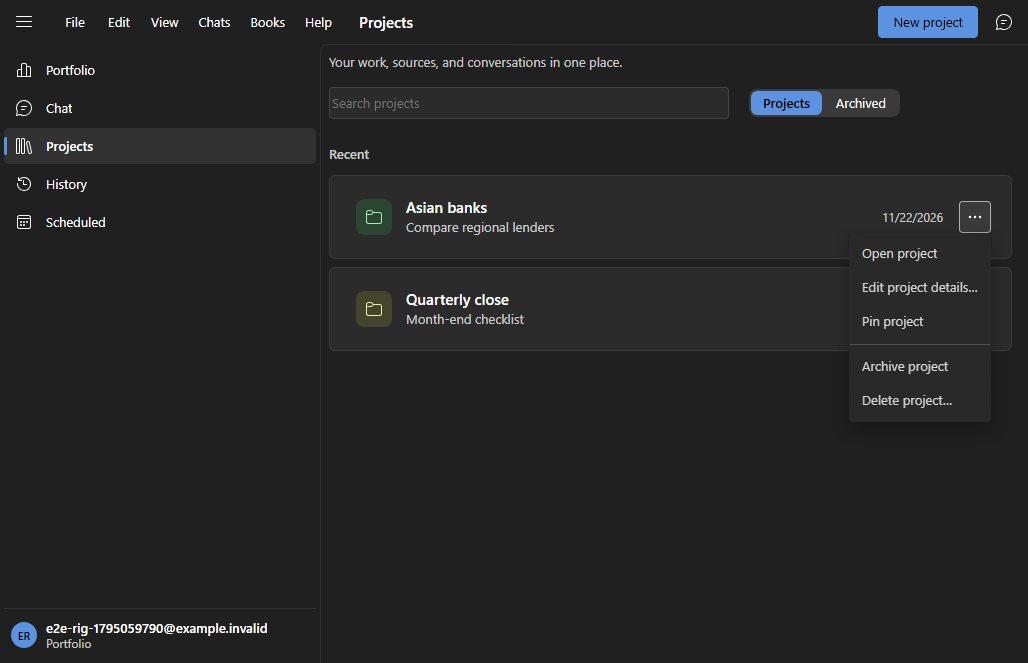 File Edit View Chats Books Help Projects New project
Portfolio
Chat
Projects
History
Scheduled
Your work, sources, and conversations in one place.
Search projects
Projects Archived
Recent
Asian banks
Compare regional lenders
11/22/2026
Open project
Edit project details...
Pin project
Archive project
Delete project...
Quarterly close
Month-end checklist
ER
e2e-rig-1795059790@example.invalid
Portfolio